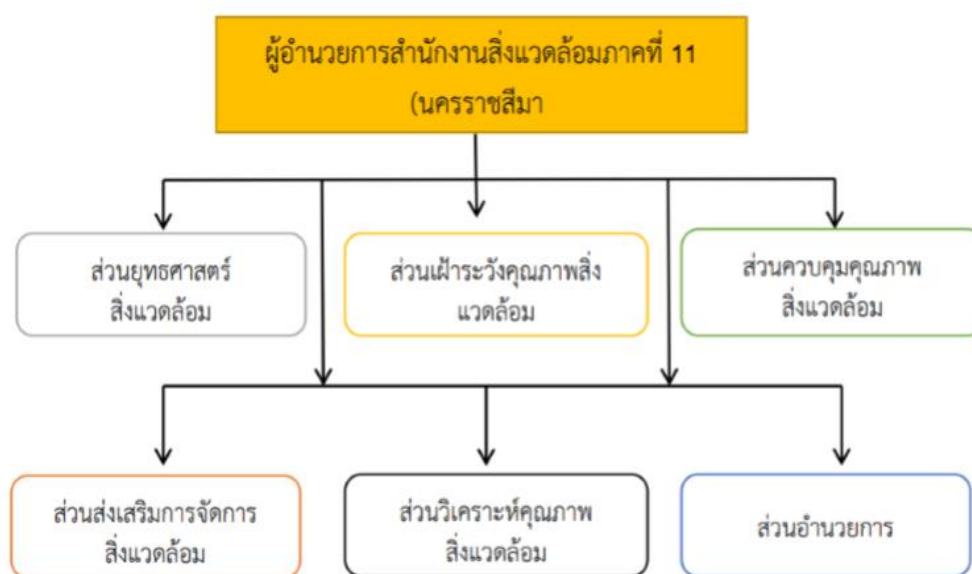 ผู้อำนวยการสำนักงานสิ่งแวดล้อมภาคที่ 11
(นครราชสีมา
ส่วนยุทธศาสตร์
สิ่งแวดล้อม
ส่วนเฝ้าระวังคุณภาพสิ่ง
แวดล้อม
ส่วนควบคุมคุณภาพ
สิ่งแวดล้อม
ส่วนส่งเสริมการจัดการ
สิ่งแวดล้อม
ส่วนวิเคราะห์คุณภาพ
สิ่งแวดล้อม
ส่วนอำนวยการ